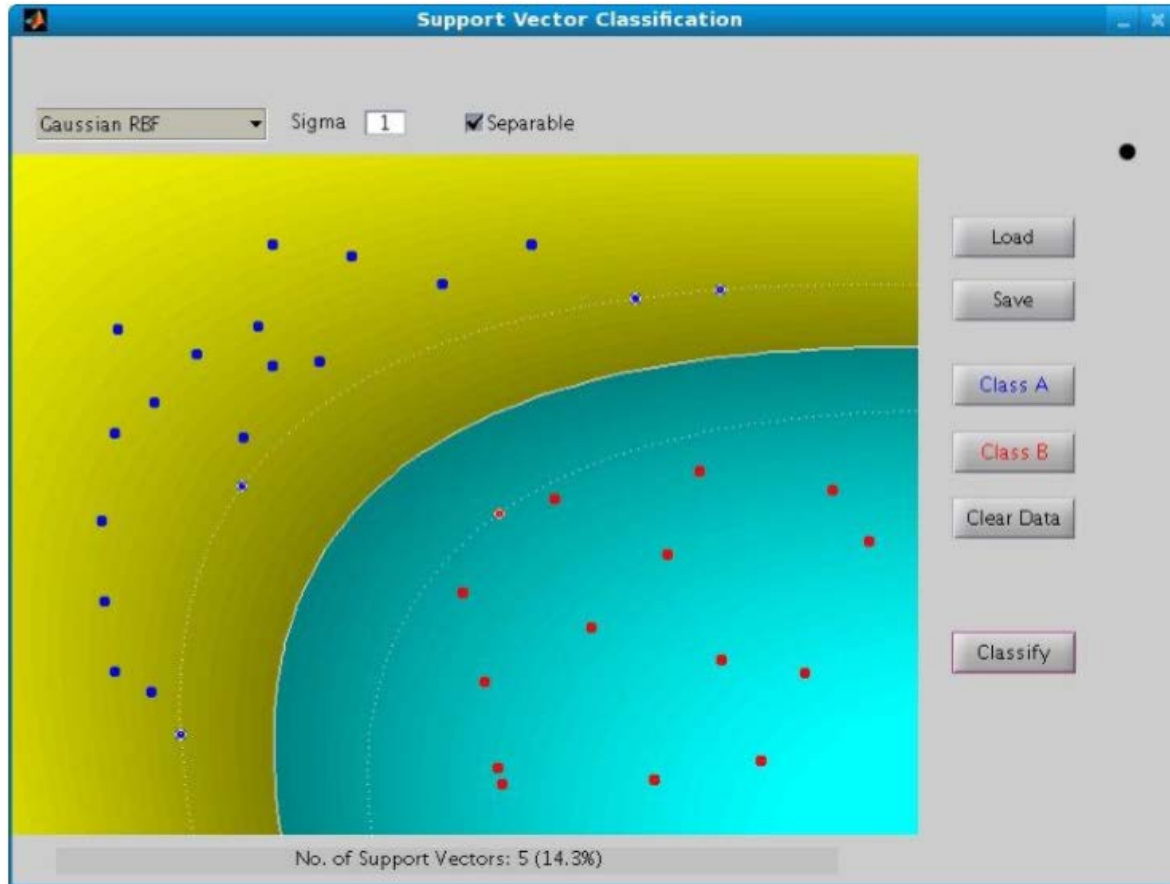 Support Vector Classification
Gaussian RBF Sigma 1 Separable
Load
Save
Class A
Class B
Clear Data
Classify
No. of Support Vectors: 5 (14.3%)